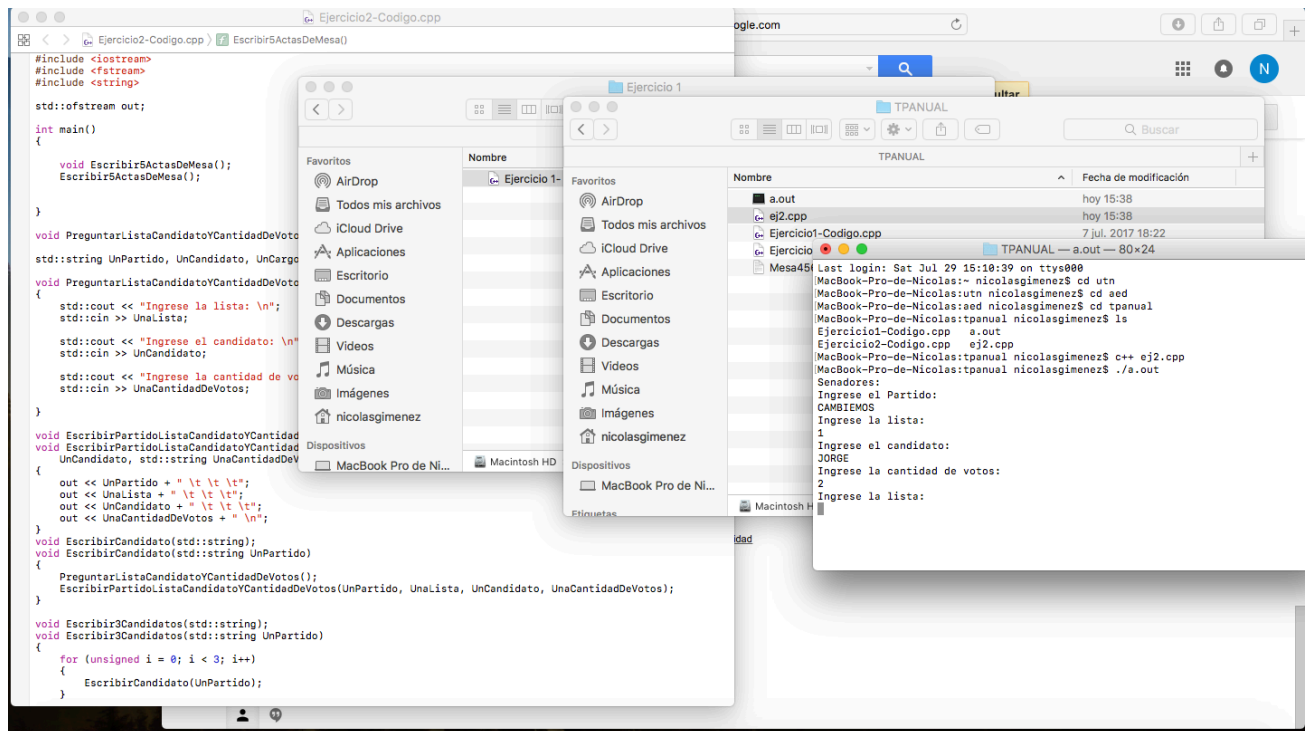 Ejercicio2-Codigo.cpp
Ejercicio2-Codigo.cpp
Escribir5ActasDeMesa()
#include <iostream>
#include <fstream>
#include <string>
std::ofstream out;
int main()
{
void Escribir5ActasDeMesa();
Escribir5ActasDeMesa();
}
void PreguntarListaCandidatoYCantidadDeVoto
std::string UnPartido, UnCandidato, UnCargo
void PreguntarListaCandidatoYCantidadDeVoto
{
std::cout << "Ingrese la lista: \n";
std::cin >> UnaLista;
std::cout << "Ingrese el candidato: \n"
std::cin >> UnCandidato;
std::cout << "Ingrese la cantidad de vo
std::cin >> UnaCantidadDeVotos;
}
void EscribirPartidoListaCandidatoYCantidad
void EscribirPartidoListaCandidatoYCantidad
UnCandidato, std::string UnaCantidadDeV
{
out << UnPartido + " \t \t \t";
out << UnaLista + " \t \t \t";
out << UnCandidato + " \t \t \t";
out << UnaCantidadDeVotos + " \n";
}
void EscribirCandidato(std::string);
void EscribirCandidato(std::string UnPartido)
{
PreguntarListaCandidatoYCantidadDeVotos();
EscribirPartidoListaCandidatoYCantidadDeVotos(UnPartido, UnaLista, UnCandidato, UnaCantidadDeVotos);
}
void Escribir3Candidatos(std::string);
void Escribir3Candidatos(std::string UnPartido)
{
for (unsigned i = 0; i < 3; i++)
{
EscribirCandidato(UnPartido);
}
ogle.com
N
ultar
idad
Ejercicio 1
Favoritos
AirDrop
Todos mis archivos
iCloud Drive
Aplicaciones
Escritorio
Documentos
Descargas
Videos
Música
Imágenes
nicolasgimenez
Dispositivos
MacBook Pro de Ni...
Nombre
Ejercicio 1-
Macintosh HD
TPANUAL
Buscar
TPANUAL
Favoritos
AirDrop
Todos mis archivos
iCloud Drive
Aplicaciones
Escritorio
Documentos
Descargas
Videos
Música
Imágenes
nicolasgimenez
Dispositivos
MacBook Pro de Ni...
Etiquetas
Nombre Fecha de modificación
a.out hoy 15:38
ej2.cpp hoy 15:38
Ejercicio1-Codigo.cpp 7 jul. 2017 18:22
Ejercicio
Mesa456
Macintosh H
TPANUAL — a.out — 80×24
Last login: Sat Jul 29 15:10:39 on ttys000
[MacBook-Pro-de-Nicolas:~ nicolasgimenez$ cd utn
[MacBook-Pro-de-Nicolas:utn nicolasgimenez$ cd aed
[MacBook-Pro-de-Nicolas:aed nicolasgimenez$ cd tpanual
[MacBook-Pro-de-Nicolas:tpanual nicolasgimenez$ ls
Ejercicio1-Codigo.cpp a.out
Ejercicio2-Codigo.cpp ej2.cpp
[MacBook-Pro-de-Nicolas:tpanual nicolasgimenez$ c++ ej2.cpp
[MacBook-Pro-de-Nicolas:tpanual nicolasgimenez$ ./a.out
Senadores:
Ingrese el Partido:
CAMBIEMOS
Ingrese la lista:
1
Ingrese el candidato:
JORGE
Ingrese la cantidad de votos:
2
Ingrese la lista: